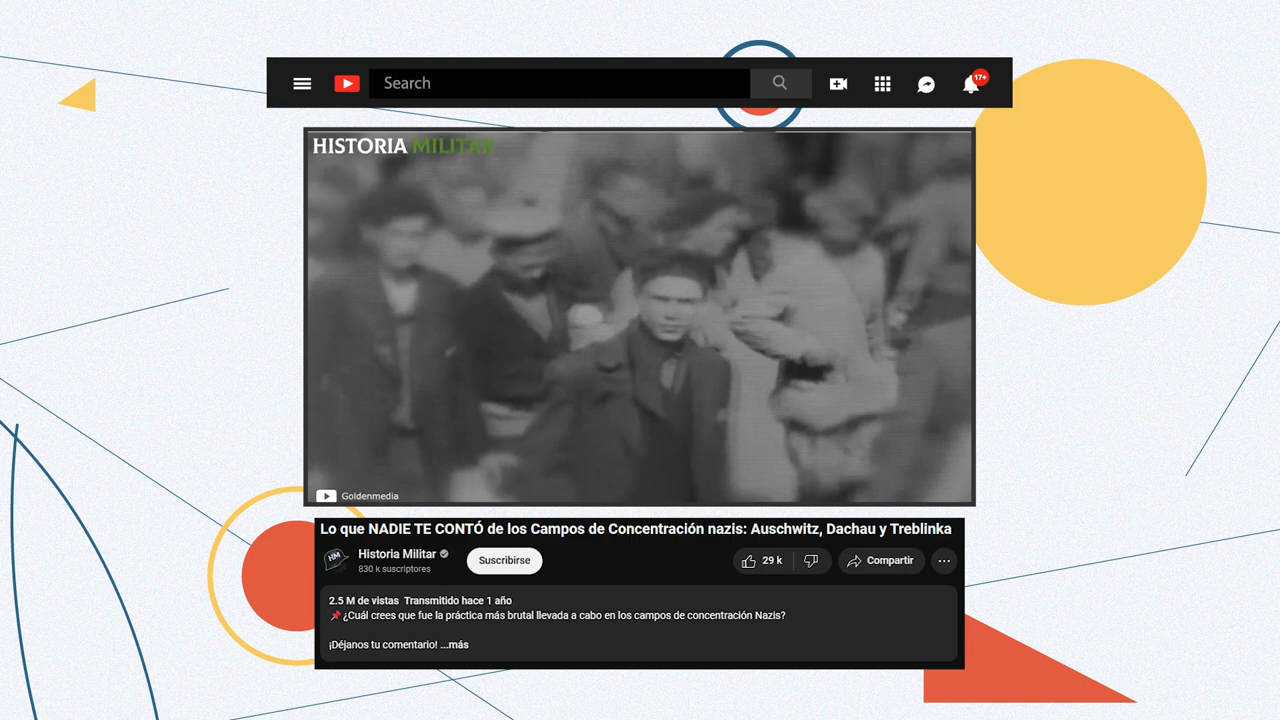 Search
17+
HISTORIA MILITAR
Goldenmedia
Lo que NADIE TE CONTÓ de los Campos de Concentración nazis: Auschwitz, Dachau y Treblinka
HM
Historia Militar
830 k suscriptores
Suscribirse
29 k
Compartir
2.5 M de vistas Transmitido hace 1 año
📌¿Cuál crees que fue la práctica más brutal llevada a cabo en los campos de concentración Nazis?
¡Déjanos tu comentario! ...más